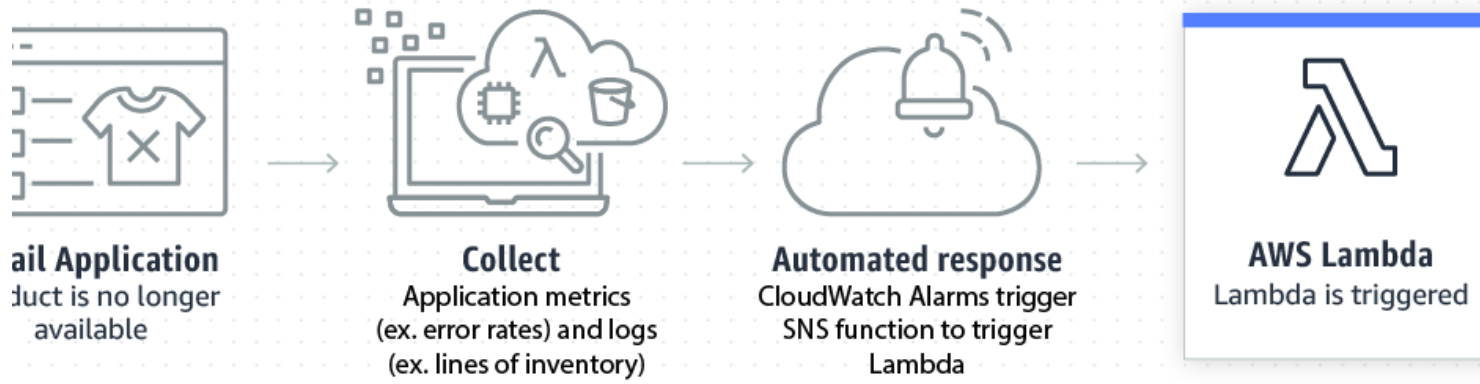 ail Application
duct is no longer
available
Collect
Application metrics
(ex. error rates) and logs
(ex. lines of inventory)
Automated response
CloudWatch Alarms trigger
SNS function to trigger
Lambda
AWS Lambda
Lambda is triggered